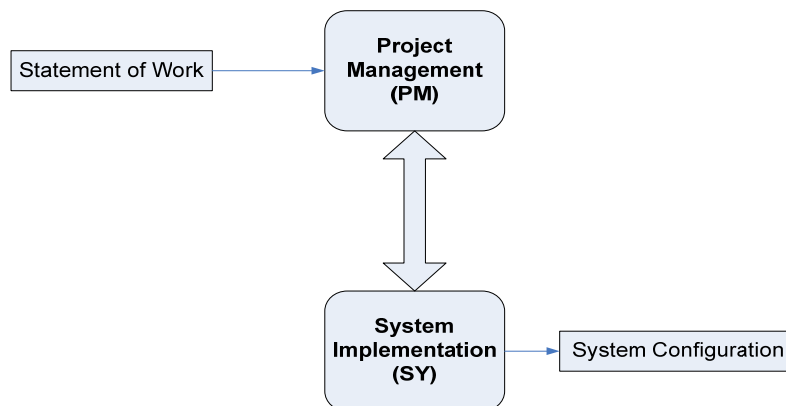 Project
Management
(PM)
Statement of Work
System
Implementation
(SY)
System Configuration